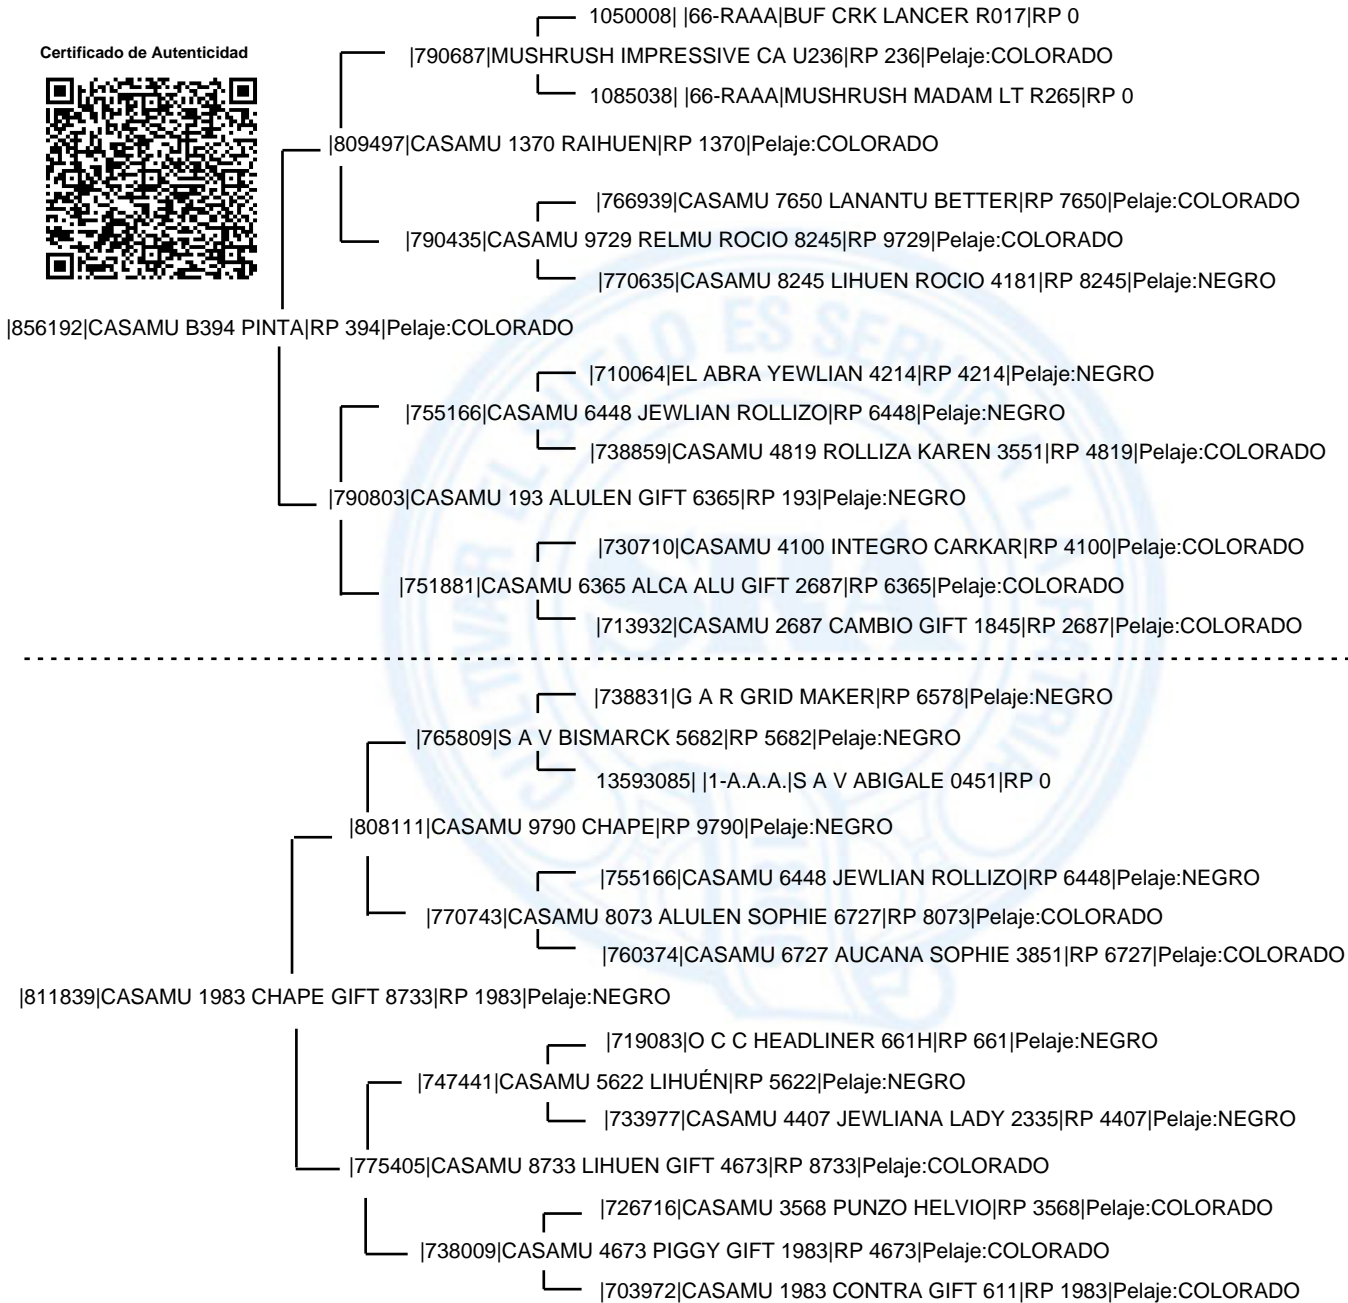 1050008| |66-RAAA|BUF CRK LANCER R017|RP 0
Certificado de Autenticidad
|790687|MUSHRUSH IMPRESSIVE CA U236|RP 236|Pelaje:COLORADO
1085038| |66-RAAA|MUSHRUSH MADAM LT R265|RP 0
|809497|CASAMU 1370 RAIHUEN|RP 1370|Pelaje:COLORADO
|766939|CASAMU 7650 LANANTU BETTER|RP 7650|Pelaje:COLORADO
|790435|CASAMU 9729 RELMU ROCIO 8245|RP 9729|Pelaje:COLORADO
|770635|CASAMU 8245 LIHUEN ROCIO 4181|RP 8245|Pelaje:NEGRO
|856192|CASAMU B394 PINTA|RP 394|Pelaje:COLORADO
|710064|EL ABRA YEWLIAN 4214|RP 4214|Pelaje:NEGRO
|755166|CASAMU 6448 JEWLIAN ROLLIZO|RP 6448|Pelaje:NEGRO
|738859|CASAMU 4819 ROLLIZA KAREN 3551|RP 4819|Pelaje:COLORADO
|790803|CASAMU 193 ALULEN GIFT 6365|RP 193|Pelaje:NEGRO
|730710|CASAMU 4100 INTEGRO CARKAR|RP 4100|Pelaje:COLORADO
|751881|CASAMU 6365 ALCA ALU GIFT 2687|RP 6365|Pelaje:COLORADO
|713932|CASAMU 2687 CAMBIO GIFT 1845|RP 2687|Pelaje:COLORADO
|738831|G A R GRID MAKER|RP 6578|Pelaje:NEGRO
|765809|S A V BISMARCK 5682|RP 5682|Pelaje:NEGRO
13593085| |1-A.A.A.|S A V ABIGALE 0451|RP 0
|808111|CASAMU 9790 CHAPE|RP 9790|Pelaje:NEGRO
|755166|CASAMU 6448 JEWLIAN ROLLIZO|RP 6448|Pelaje:NEGRO
|770743|CASAMU 8073 ALULEN SOPHIE 6727|RP 8073|Pelaje:COLORADO
|760374|CASAMU 6727 AUCANA SOPHIE 3851|RP 6727|Pelaje:COLORADO
|811839|CASAMU 1983 CHAPE GIFT 8733|RP 1983|Pelaje:NEGRO
|719083|O C C HEADLINER 661H|RP 661|Pelaje:NEGRO
|747441|CASAMU 5622 LIHUÉN|RP 5622|Pelaje:NEGRO
|733977|CASAMU 4407 JEWLIANA LADY 2335|RP 4407|Pelaje:NEGRO
|775405|CASAMU 8733 LIHUEN GIFT 4673|RP 8733|Pelaje:COLORADO
|726716|CASAMU 3568 PUNZO HELVIO|RP 3568|Pelaje:COLORADO
|738009|CASAMU 4673 PIGGY GIFT 1983|RP 4673|Pelaje:COLORADO
|703972|CASAMU 1983 CONTRA GIFT 611|RP 1983|Pelaje:COLORADO
CULTIVAR EL SUELO ES SERVIR A LA PATRIA
SRA